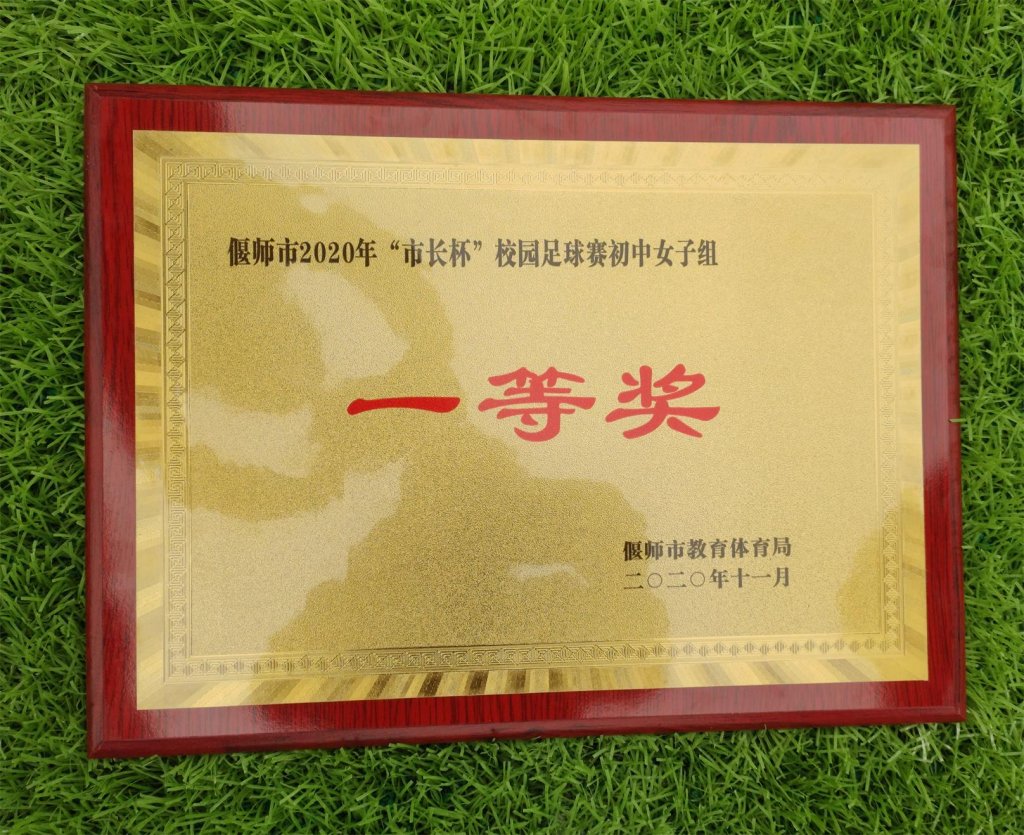 偃师市2020年“市长杯”校园足球赛初中女子组
一等奖
偃师市教育体育局
二〇二〇年十一月